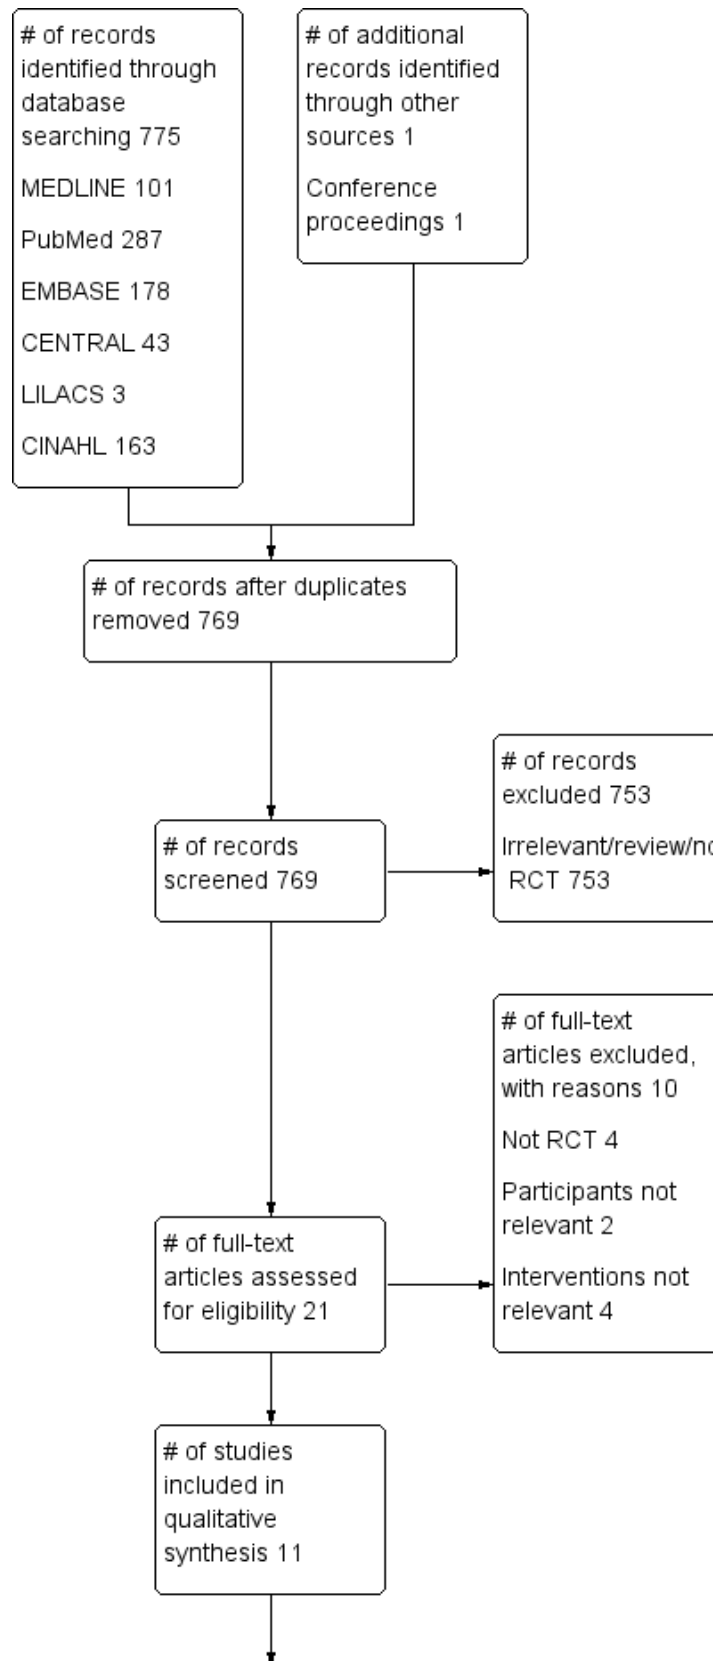 # of records
identified through
database
searching 775
MEDLINE 101
PubMed 287
EMBASE 178
CENTRAL 43
LILACS 3
CINAHL 163
# of additional
records identified
through other
sources 1
Conference
proceedings 1
# of records after duplicates
removed 769
# of records
screened 769
# of records
excluded 753
Irrelevant/review/no
RCT 753
# of full-text
articles assessed
for eligibility 21
# of full-text
articles excluded,
with reasons 10
Not RCT 4
Participants not
relevant 2
Interventions not
relevant 4
# of studies
included in
qualitative
synthesis 11